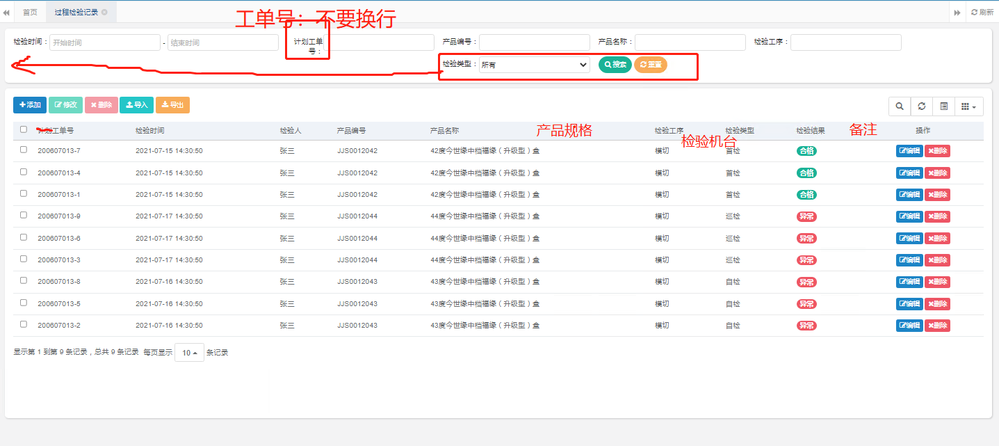 首页 过程检验记录 刷新
工单号：不要换行
检验时间： 开始时间 - 结束时间 计划工单号： 产品编号： 产品名称： 检验工序：
检验类型： 所有 搜索 重置
添加 修改 删除 导入 导出
计划工单号 检验时间 检验人 产品编号 产品名称 产品规格 检验工序 检验机台 检验类型 检验结果 备注 操作
200607013-7 2021-07-15 14:30:50 张三 JJS0012042 42度今世缘中档福缘（升级型）盒 模切 首检 合格 编辑 删除
200607013-4 2021-07-15 14:30:50 张三 JJS0012042 42度今世缘中档福缘（升级型）盒 模切 首检 合格 编辑 删除
200607013-1 2021-07-15 14:30:50 张三 JJS0012042 42度今世缘中档福缘（升级型）盒 模切 首检 合格 编辑 删除
200607013-9 2021-07-17 14:30:50 张三 JJS0012044 44度今世缘中档福缘（升级型）盒 模切 巡检 异常 编辑 删除
200607013-6 2021-07-17 14:30:50 张三 JJS0012044 44度今世缘中档福缘（升级型）盒 模切 巡检 异常 编辑 删除
200607013-3 2021-07-17 14:30:50 张三 JJS0012044 44度今世缘中档福缘（升级型）盒 模切 巡检 异常 编辑 删除
200607013-8 2021-07-16 14:30:50 张三 JJS0012043 43度今世缘中档福缘（升级型）盒 模切 自检 异常 编辑 删除
200607013-5 2021-07-16 14:30:50 张三 JJS0012043 43度今世缘中档福缘（升级型）盒 模切 自检 异常 编辑 删除
200607013-2 2021-07-16 14:30:50 张三 JJS0012043 43度今世缘中档福缘（升级型）盒 模切 自检 异常 编辑 删除
显示第 1 到第 9 条记录，总共 9 条记录 每页显示 10 条记录